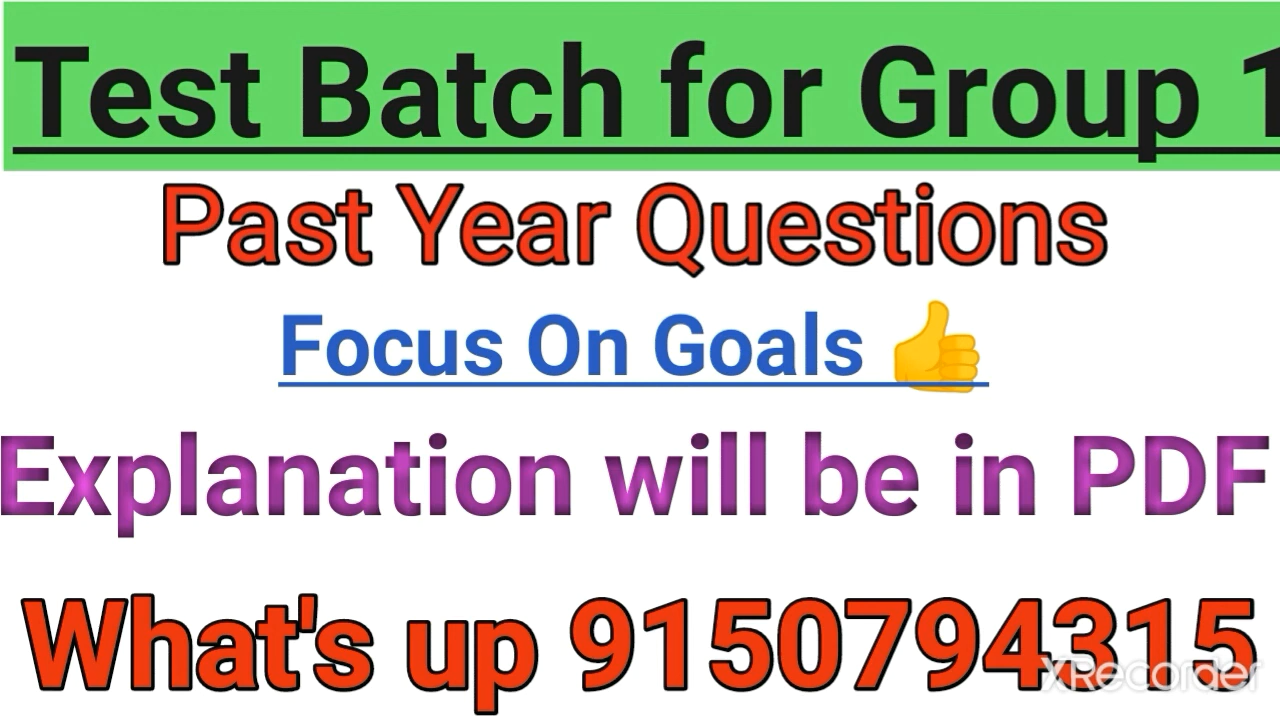 Test Batch for Group 1
Past Year Questions
Focus On Goals 👍
Explanation will be in PDF
What's up 9150794315
XRecorder